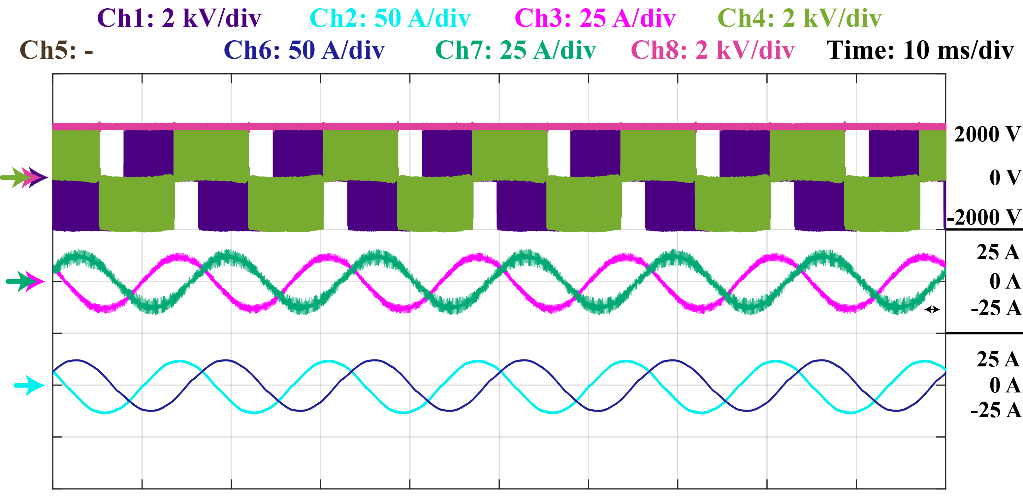 Ch1: 2 kV/div Ch2: 50 A/div Ch3: 25 A/div Ch4: 2 kV/div
Ch5: - Ch6: 50 A/div Ch7: 25 A/div Ch8: 2 kV/div Time: 10 ms/div
2000 V
0 V
-2000 V
25 A
0 A
-25 A
25 A
0 A
-25 A